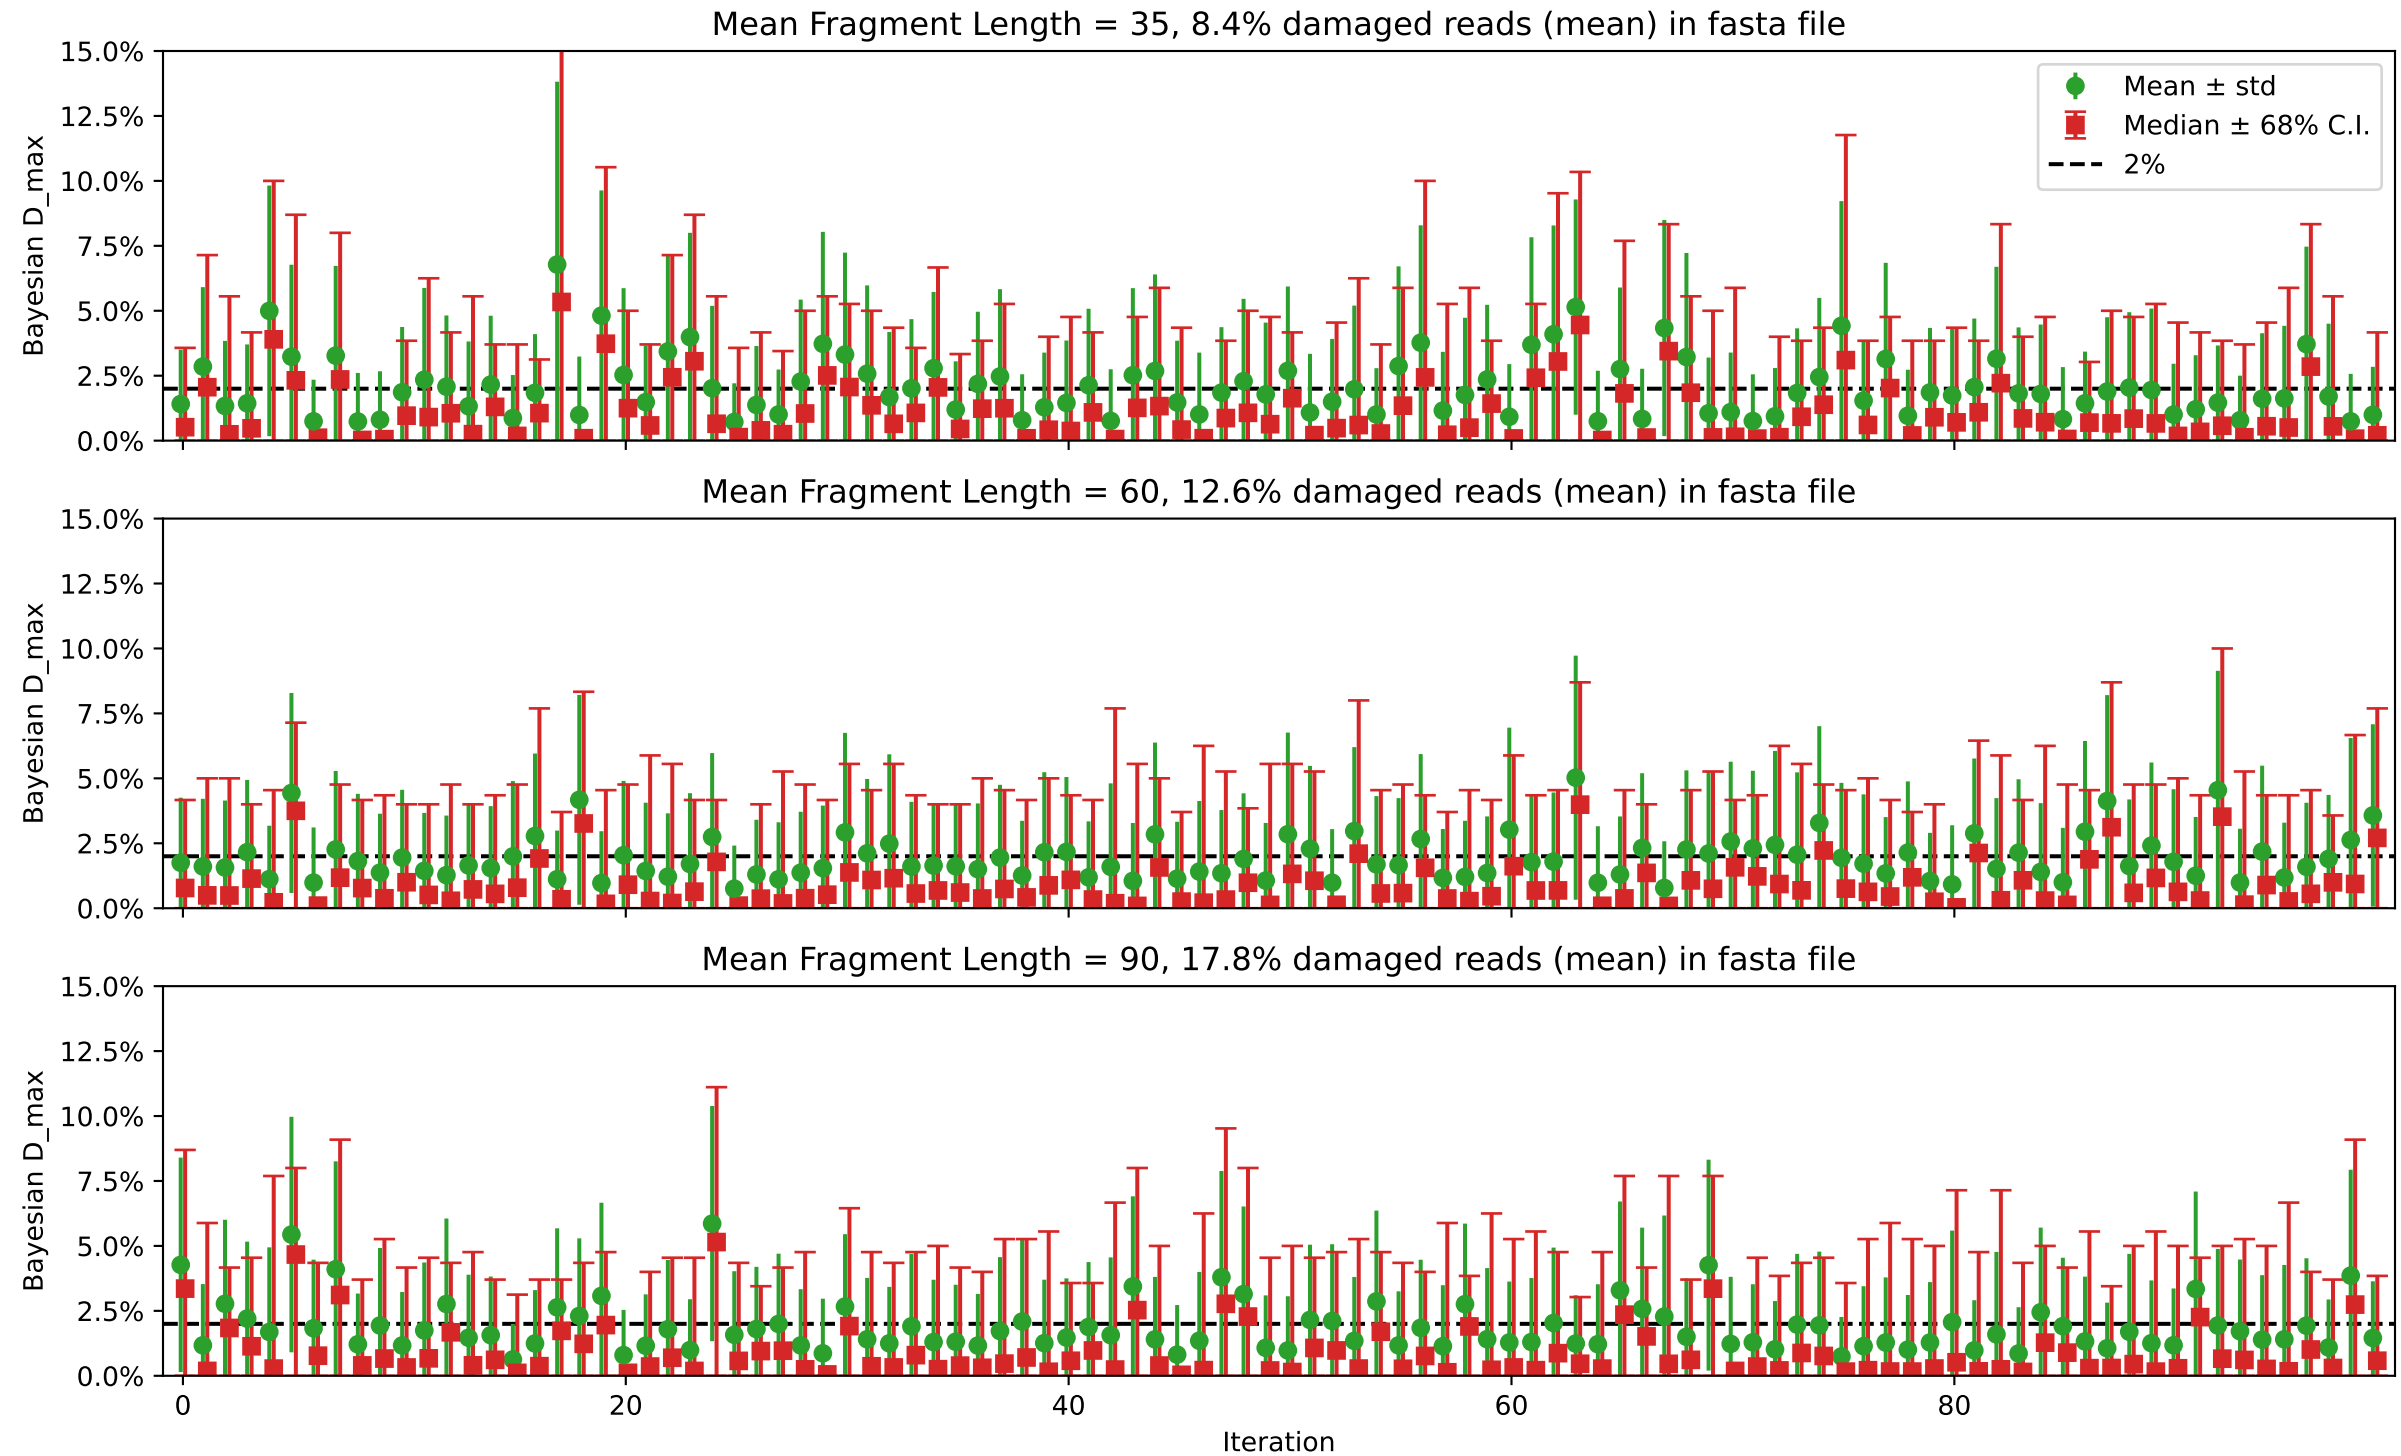 Mean Fragment Length = 35, 8.4% damaged reads (mean) in fasta file
15.0%
12.5%
10.0%
7.5%
5.0%
2.5%
0.0%
Bayesian D_max
Mean ± std
Median ± 68% C.I.
2%
Mean Fragment Length = 60, 12.6% damaged reads (mean) in fasta file
15.0%
12.5%
10.0%
7.5%
5.0%
2.5%
0.0%
Bayesian D_max
Mean Fragment Length = 90, 17.8% damaged reads (mean) in fasta file
15.0%
12.5%
10.0%
7.5%
5.0%
2.5%
0.0%
Bayesian D_max
0 20 40 60 80
Iteration